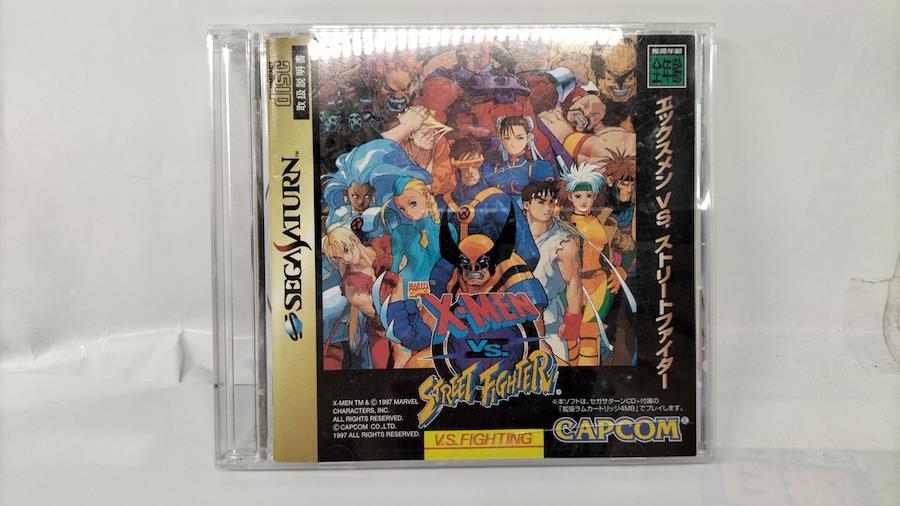 COMPACT
disc
取扱説明書
SEGA SATURN™
推奨年齢
全年齢
エックスメン VS. ストリートファイター
MARVEL
COMICS
X-MEN
VS.
STREET FIGHTER®
X-MEN TM & © 1997 MARVEL
CHARACTERS, INC.
ALL RIGHTS RESERVED.
©CAPCOM CO.,LTD.
1997 ALL RIGHTS RESERVED.
※本ソフトは、セガサターンCD+付属の
「拡張ラムカートリッジ4MB」でプレイします。
V.S. FIGHTING
CAPCOM